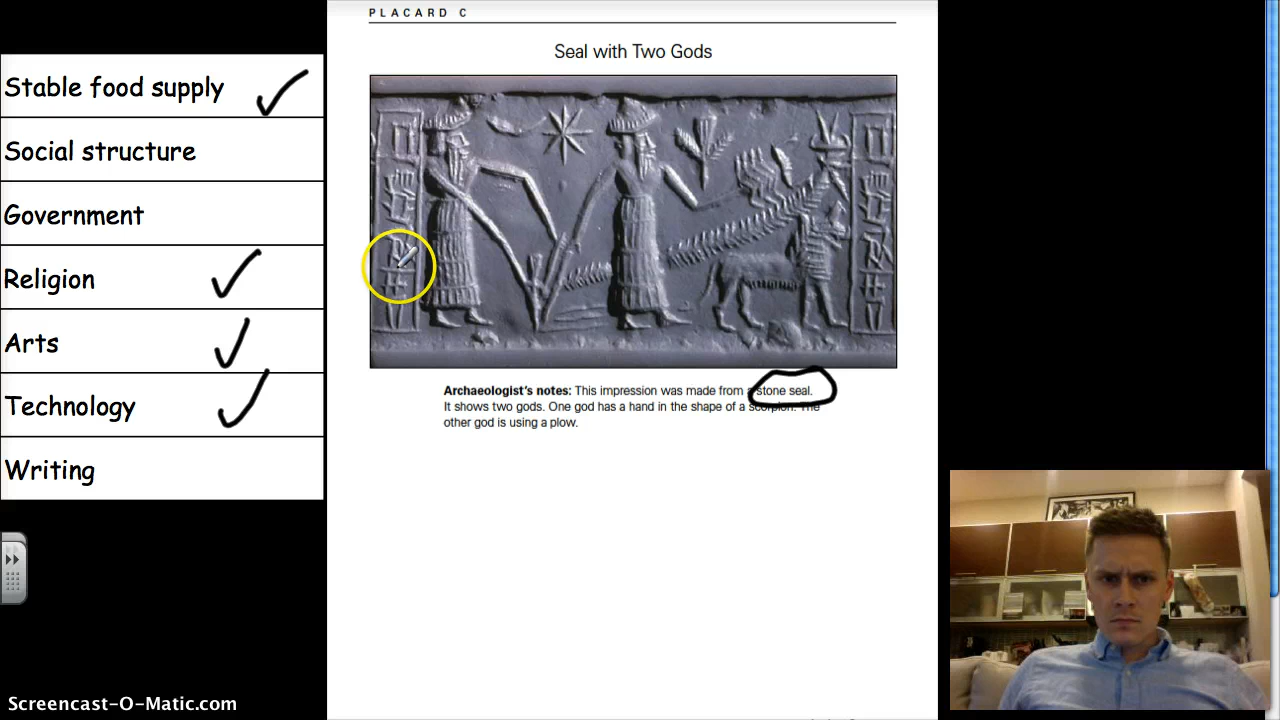 PLACARD C
Seal with Two Gods
Stable food supply
Social structure
Government
Religion
Arts
Technology
Writing
Archaeologist's notes: This impression was made from a stone seal.
It shows two gods. One god has a hand in the shape of a scorpion. The
other god is using a plow.
Screencast-O-Matic.com